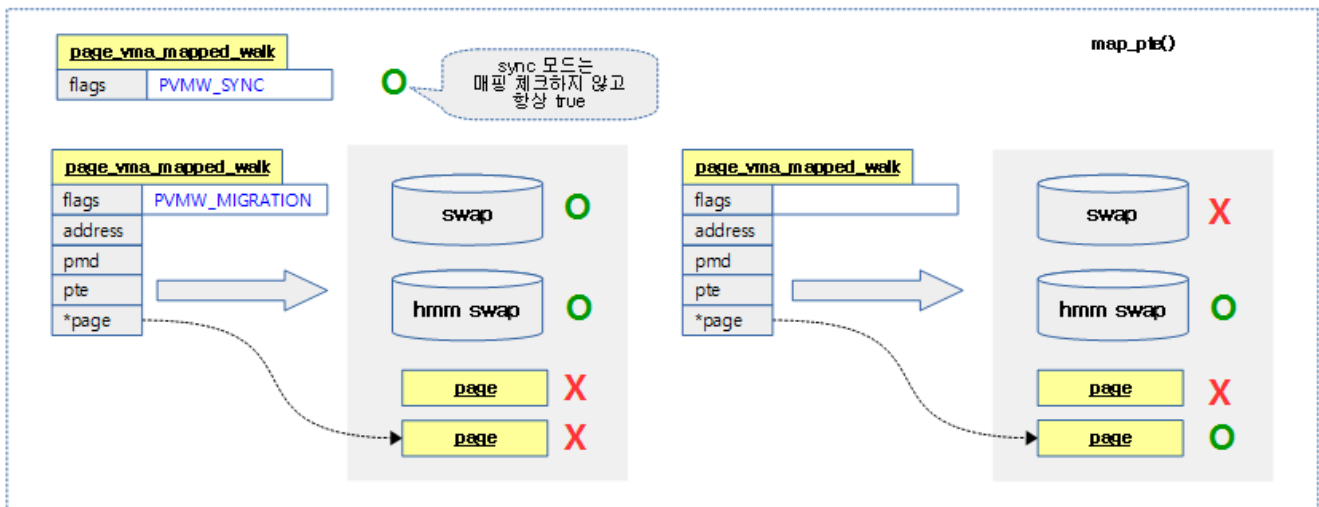 map_pte()
page_vma_mapped_walk
flags PVMW_SYNC
O
sync 모드는
매핑 체크하지 않고
항상 true
page_vma_mapped_walk
flags PVMW_MIGRATION
address
pmd
pte
*page
swap O
hmm swap O
page X
page X
page_vma_mapped_walk
flags
address
pmd
pte
*page
swap X
hmm swap O
page X
page O